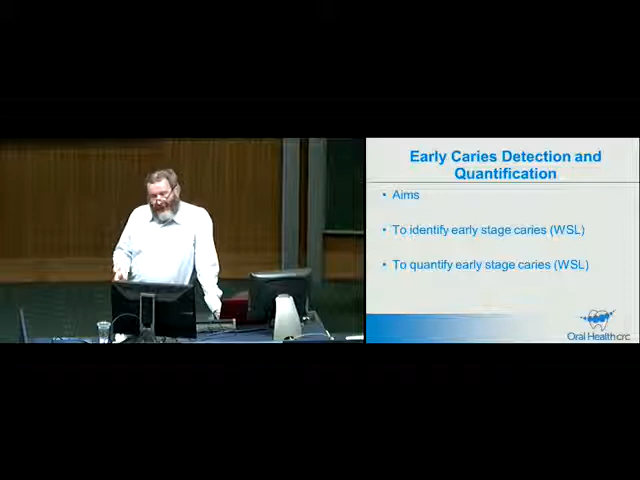 Early Caries Detection and
Quantification
• Aims
• To identify early stage caries (WSL)
• To quantify early stage caries (WSL)
Oral Health CRC